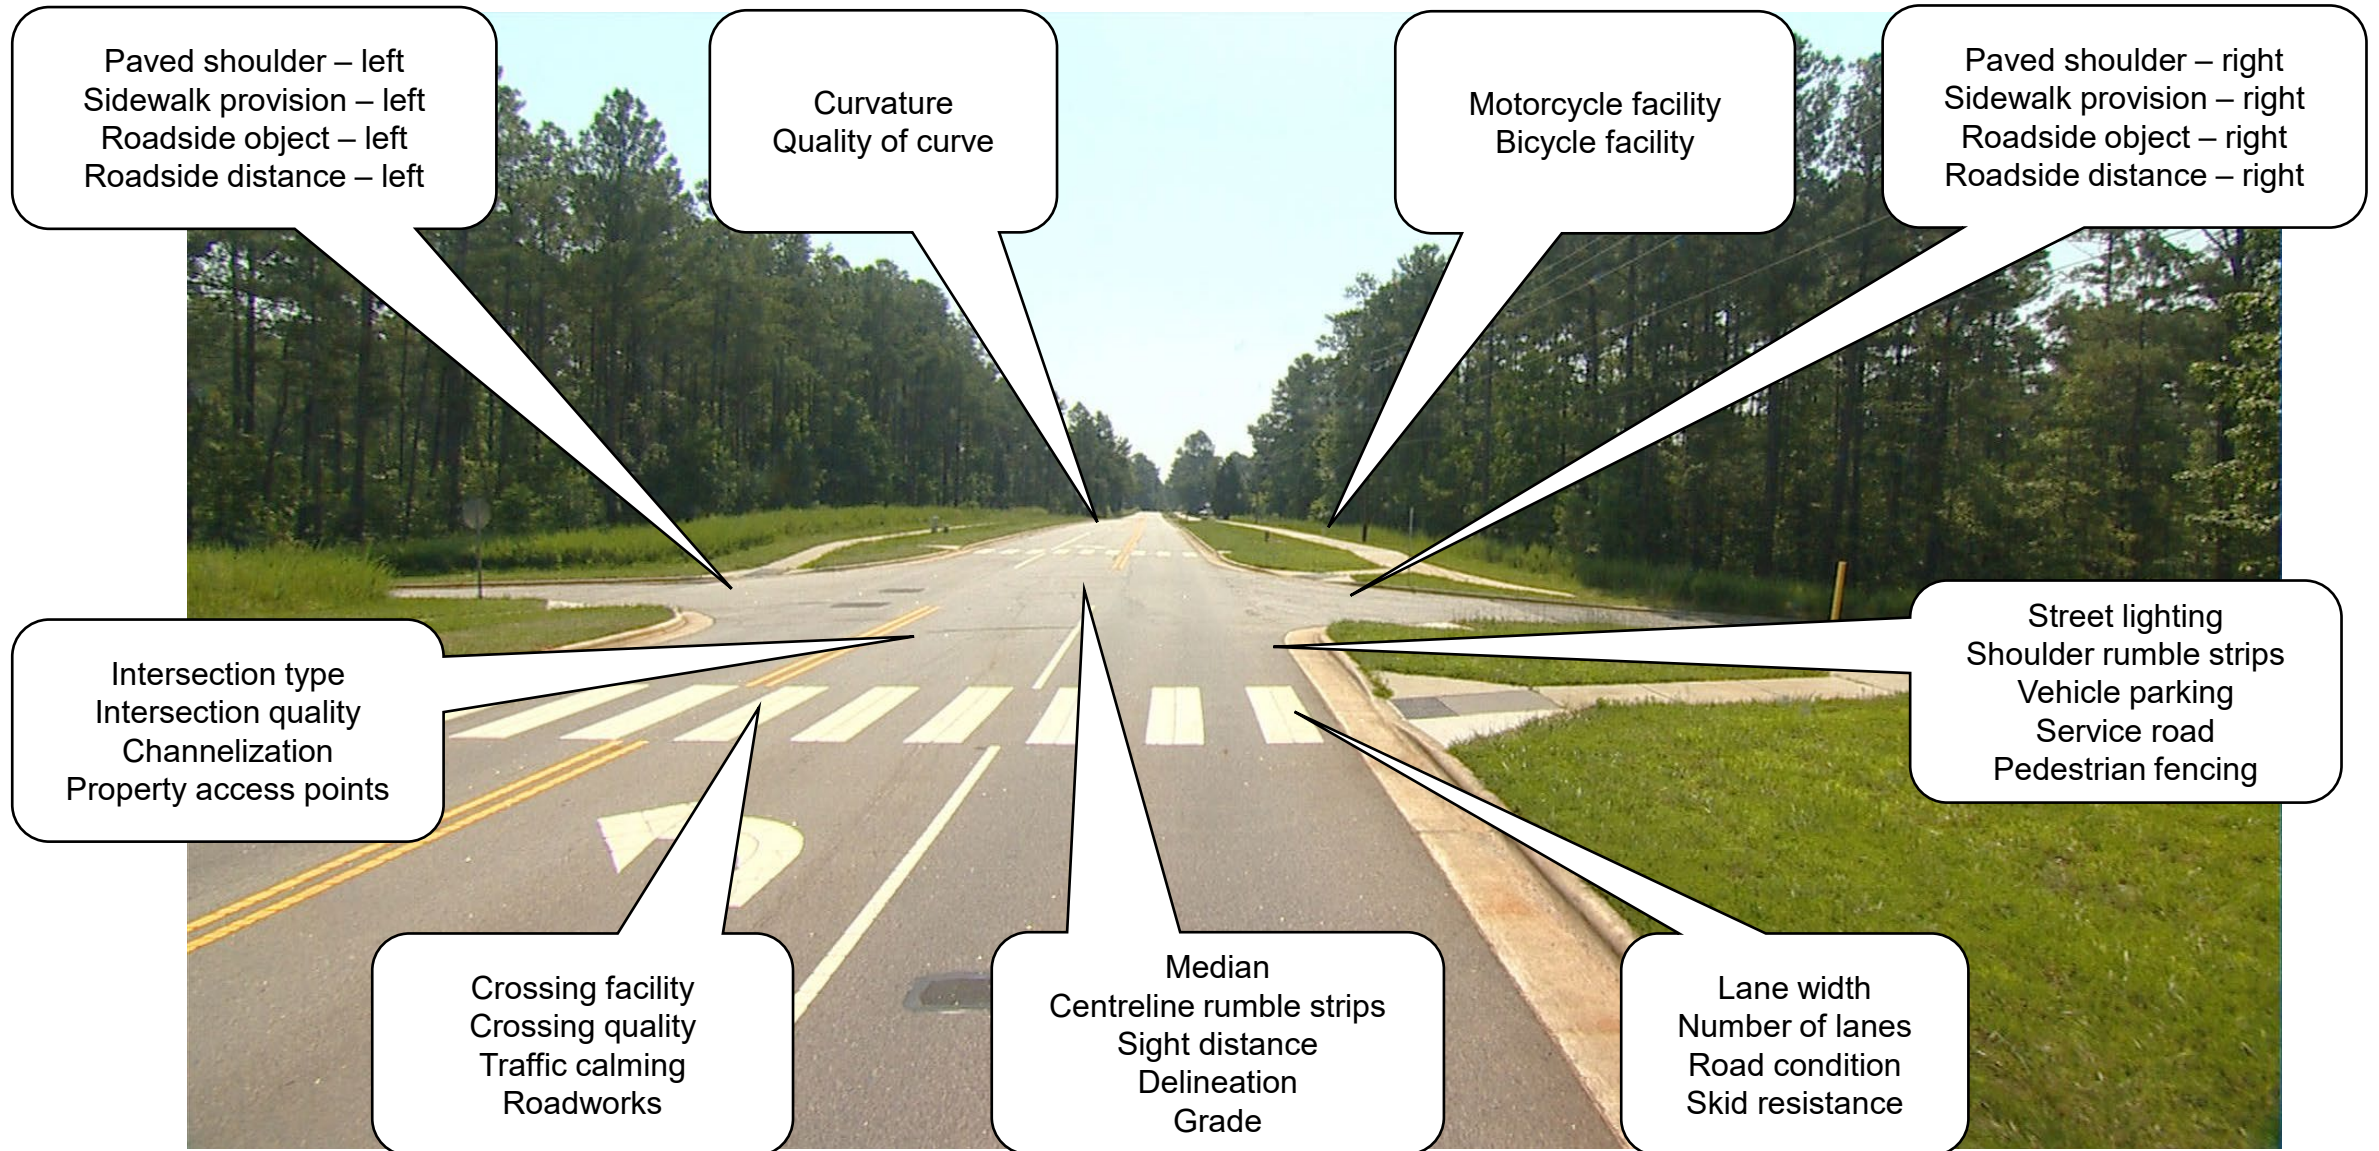 Paved shoulder – left
Sidewalk provision – left
Roadside object – left
Roadside distance – left
Curvature
Quality of curve
Motorcycle facility
Bicycle facility
Paved shoulder – right
Sidewalk provision – right
Roadside object – right
Roadside distance – right
Intersection type
Intersection quality
Channelization
Property access points
Street lighting
Shoulder rumble strips
Vehicle parking
Service road
Pedestrian fencing
Crossing facility
Crossing quality
Traffic calming
Roadworks
Median
Centreline rumble strips
Sight distance
Delineation
Grade
Lane width
Number of lanes
Road condition
Skid resistance